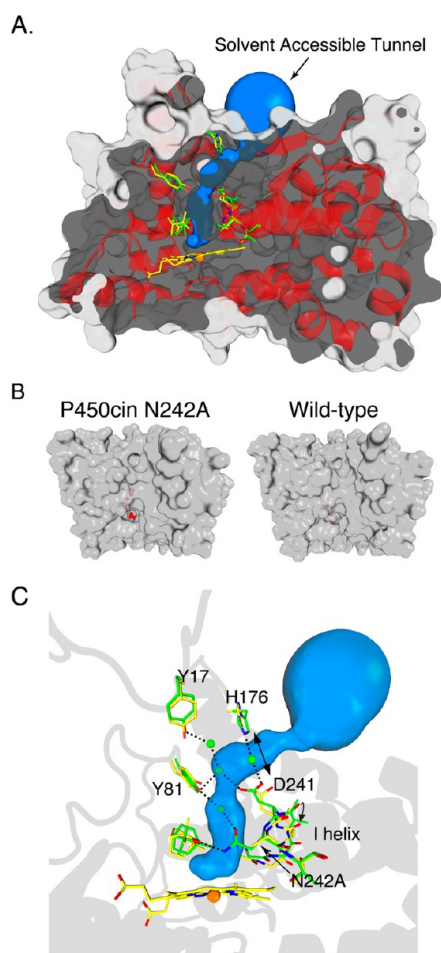 A.
Solvent Accessible Tunnel
B
P450cin N242A
Wild-type
C
Y17
H176
Y81
D241
I helix
N242A